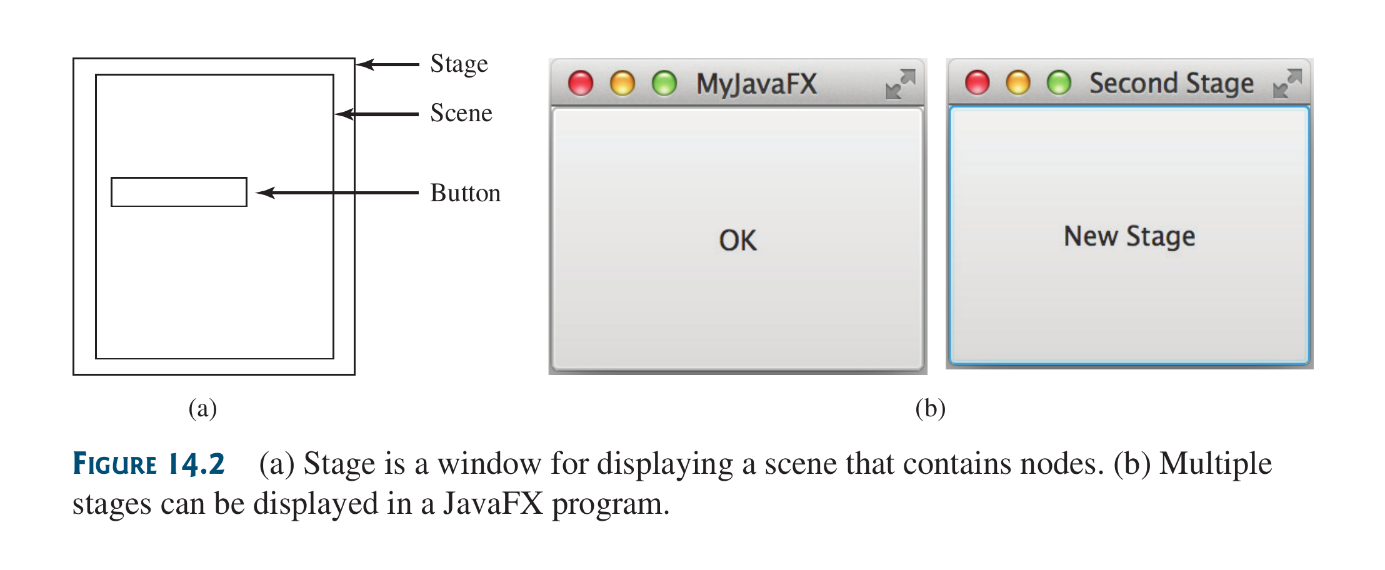 Stage
Scene
Button
MyJavaFX
OK
Second Stage
New Stage
(a)
(b)
FIGURE 14.2 (a) Stage is a window for displaying a scene that contains nodes. (b) Multiple
stages can be displayed in a JavaFX program.